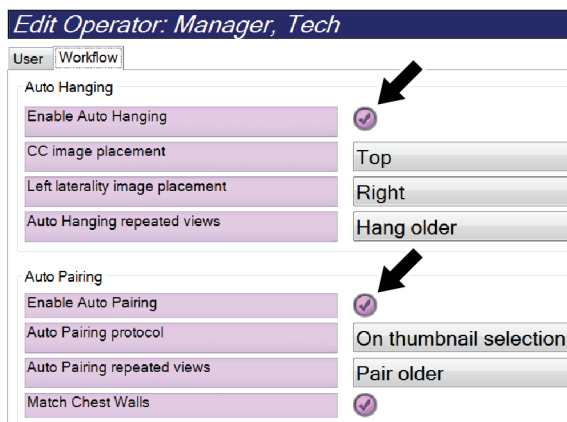 Edit Operator: Manager, Tech
User Workflow
Auto Hanging
Enable Auto Hanging
CC image placement Top
Left laterality image placement Right
Auto Hanging repeated views Hang older
Auto Pairing
Enable Auto Pairing
Auto Pairing protocol On thumbnail selection
Auto Pairing repeated views Pair older
Match Chest Walls